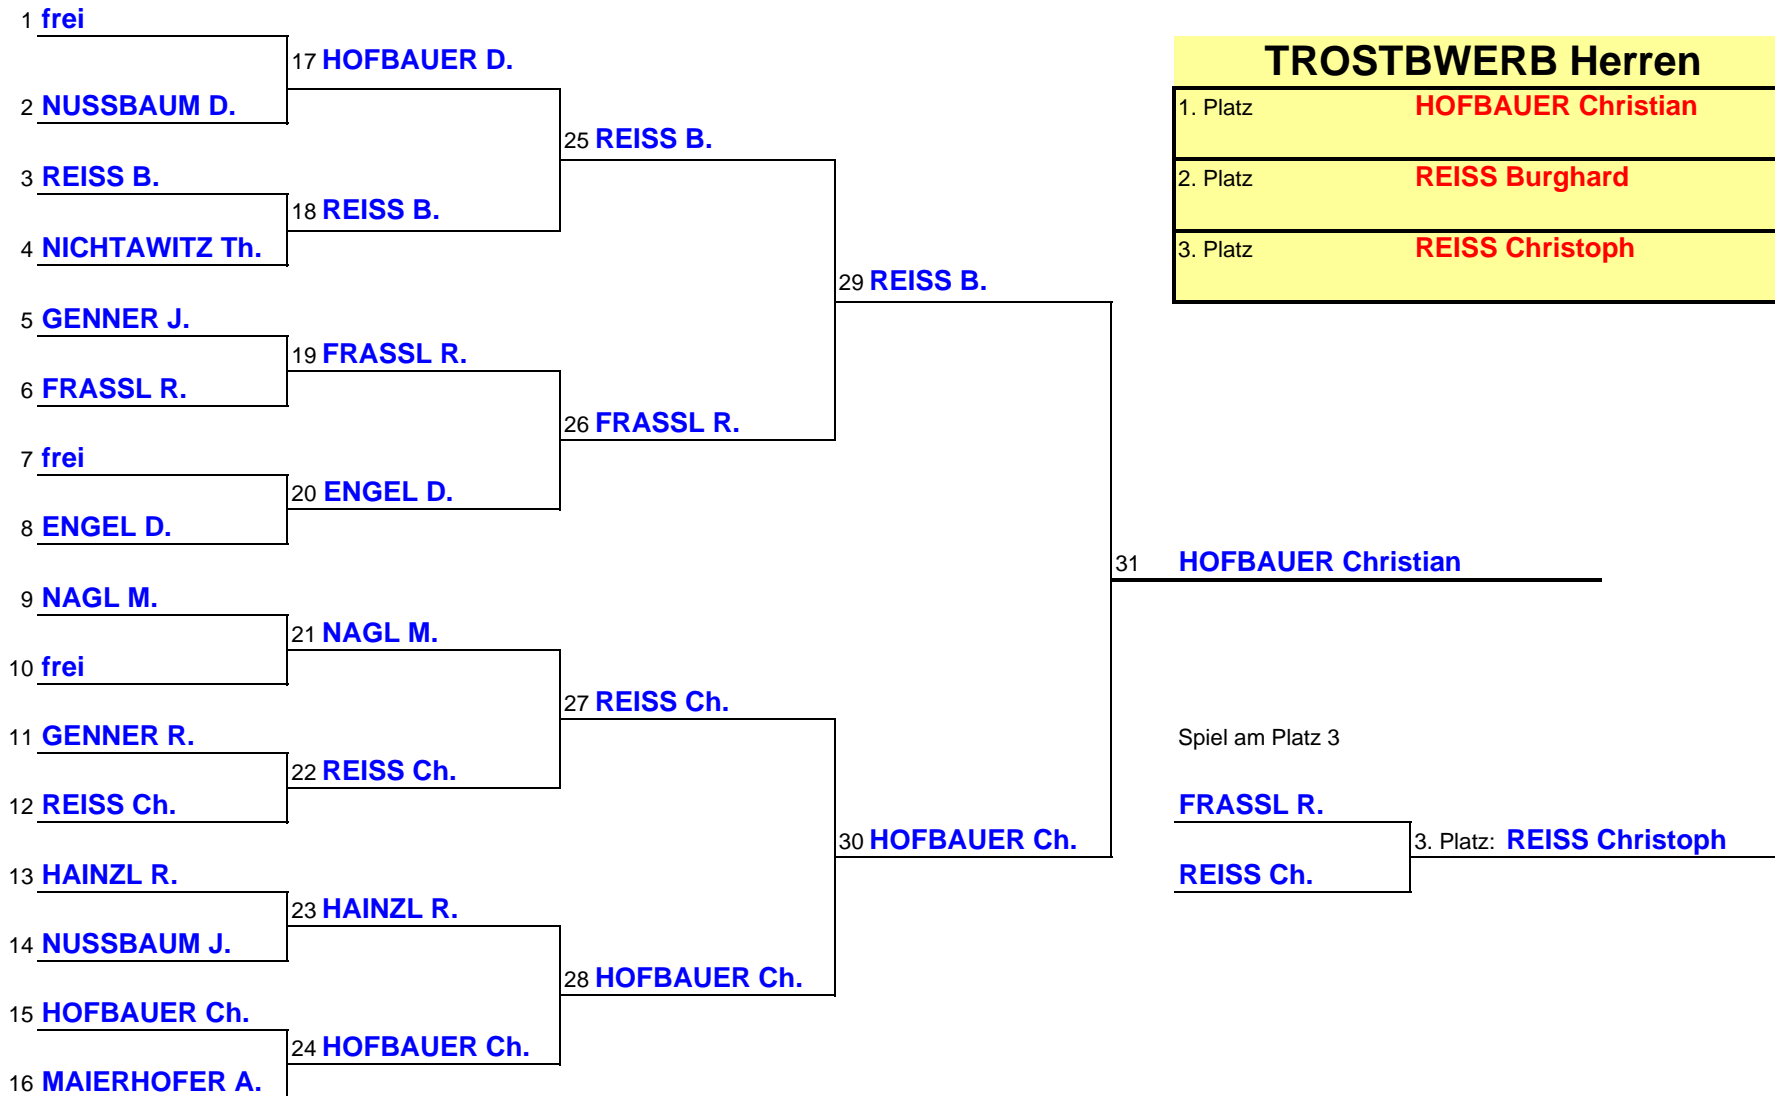 1 frei
17 HOFBAUER D.
2 NUSSBAUM D.
25 REISS B.
3 REISS B.
18 REISS B.
4 NICHTAWITZ Th.
29 REISS B.
5 GENNER J.
19 FRASSL R.
6 FRASSL R.
26 FRASSL R.
7 frei
20 ENGEL D.
8 ENGEL D.
31 HOFBAUER Christian
9 NAGL M.
21 NAGL M.
10 frei
27 REISS Ch.
11 GENNER R.
22 REISS Ch.
12 REISS Ch.
30 HOFBAUER Ch.
13 HAINZL R.
23 HAINZL R.
14 NUSSBAUM J.
28 HOFBAUER Ch.
15 HOFBAUER Ch.
24 HOFBAUER Ch.
16 MAIERHOFER A.
TROSTBWERB Herren
1. Platz HOFBAUER Christian
2. Platz REISS Burghard
3. Platz REISS Christoph
Spiel am Platz 3
FRASSL R.
3. Platz: REISS Christoph
REISS Ch.